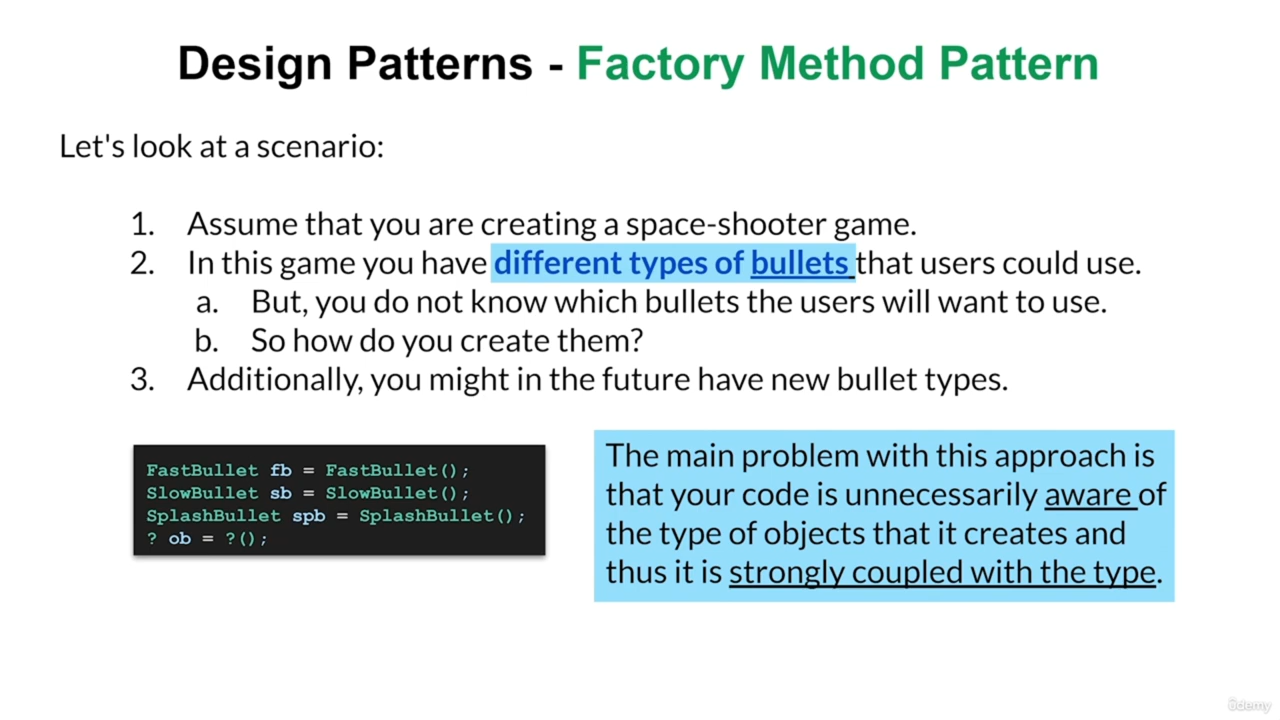 Design Patterns - Factory Method Pattern
Let's look at a scenario:
1. Assume that you are creating a space-shooter game.
2. In this game you have different types of bullets that users could use.
a. But, you do not know which bullets the users will want to use.
b. So how do you create them?
3. Additionally, you might in the future have new bullet types.
FastBullet fb = FastBullet();
SlowBullet sb = SlowBullet();
SplashBullet spb = SplashBullet();
? ob = ?();
The main problem with this approach is
that your code is unnecessarily aware of
the type of objects that it creates and
thus it is strongly coupled with the type.
ûdemy